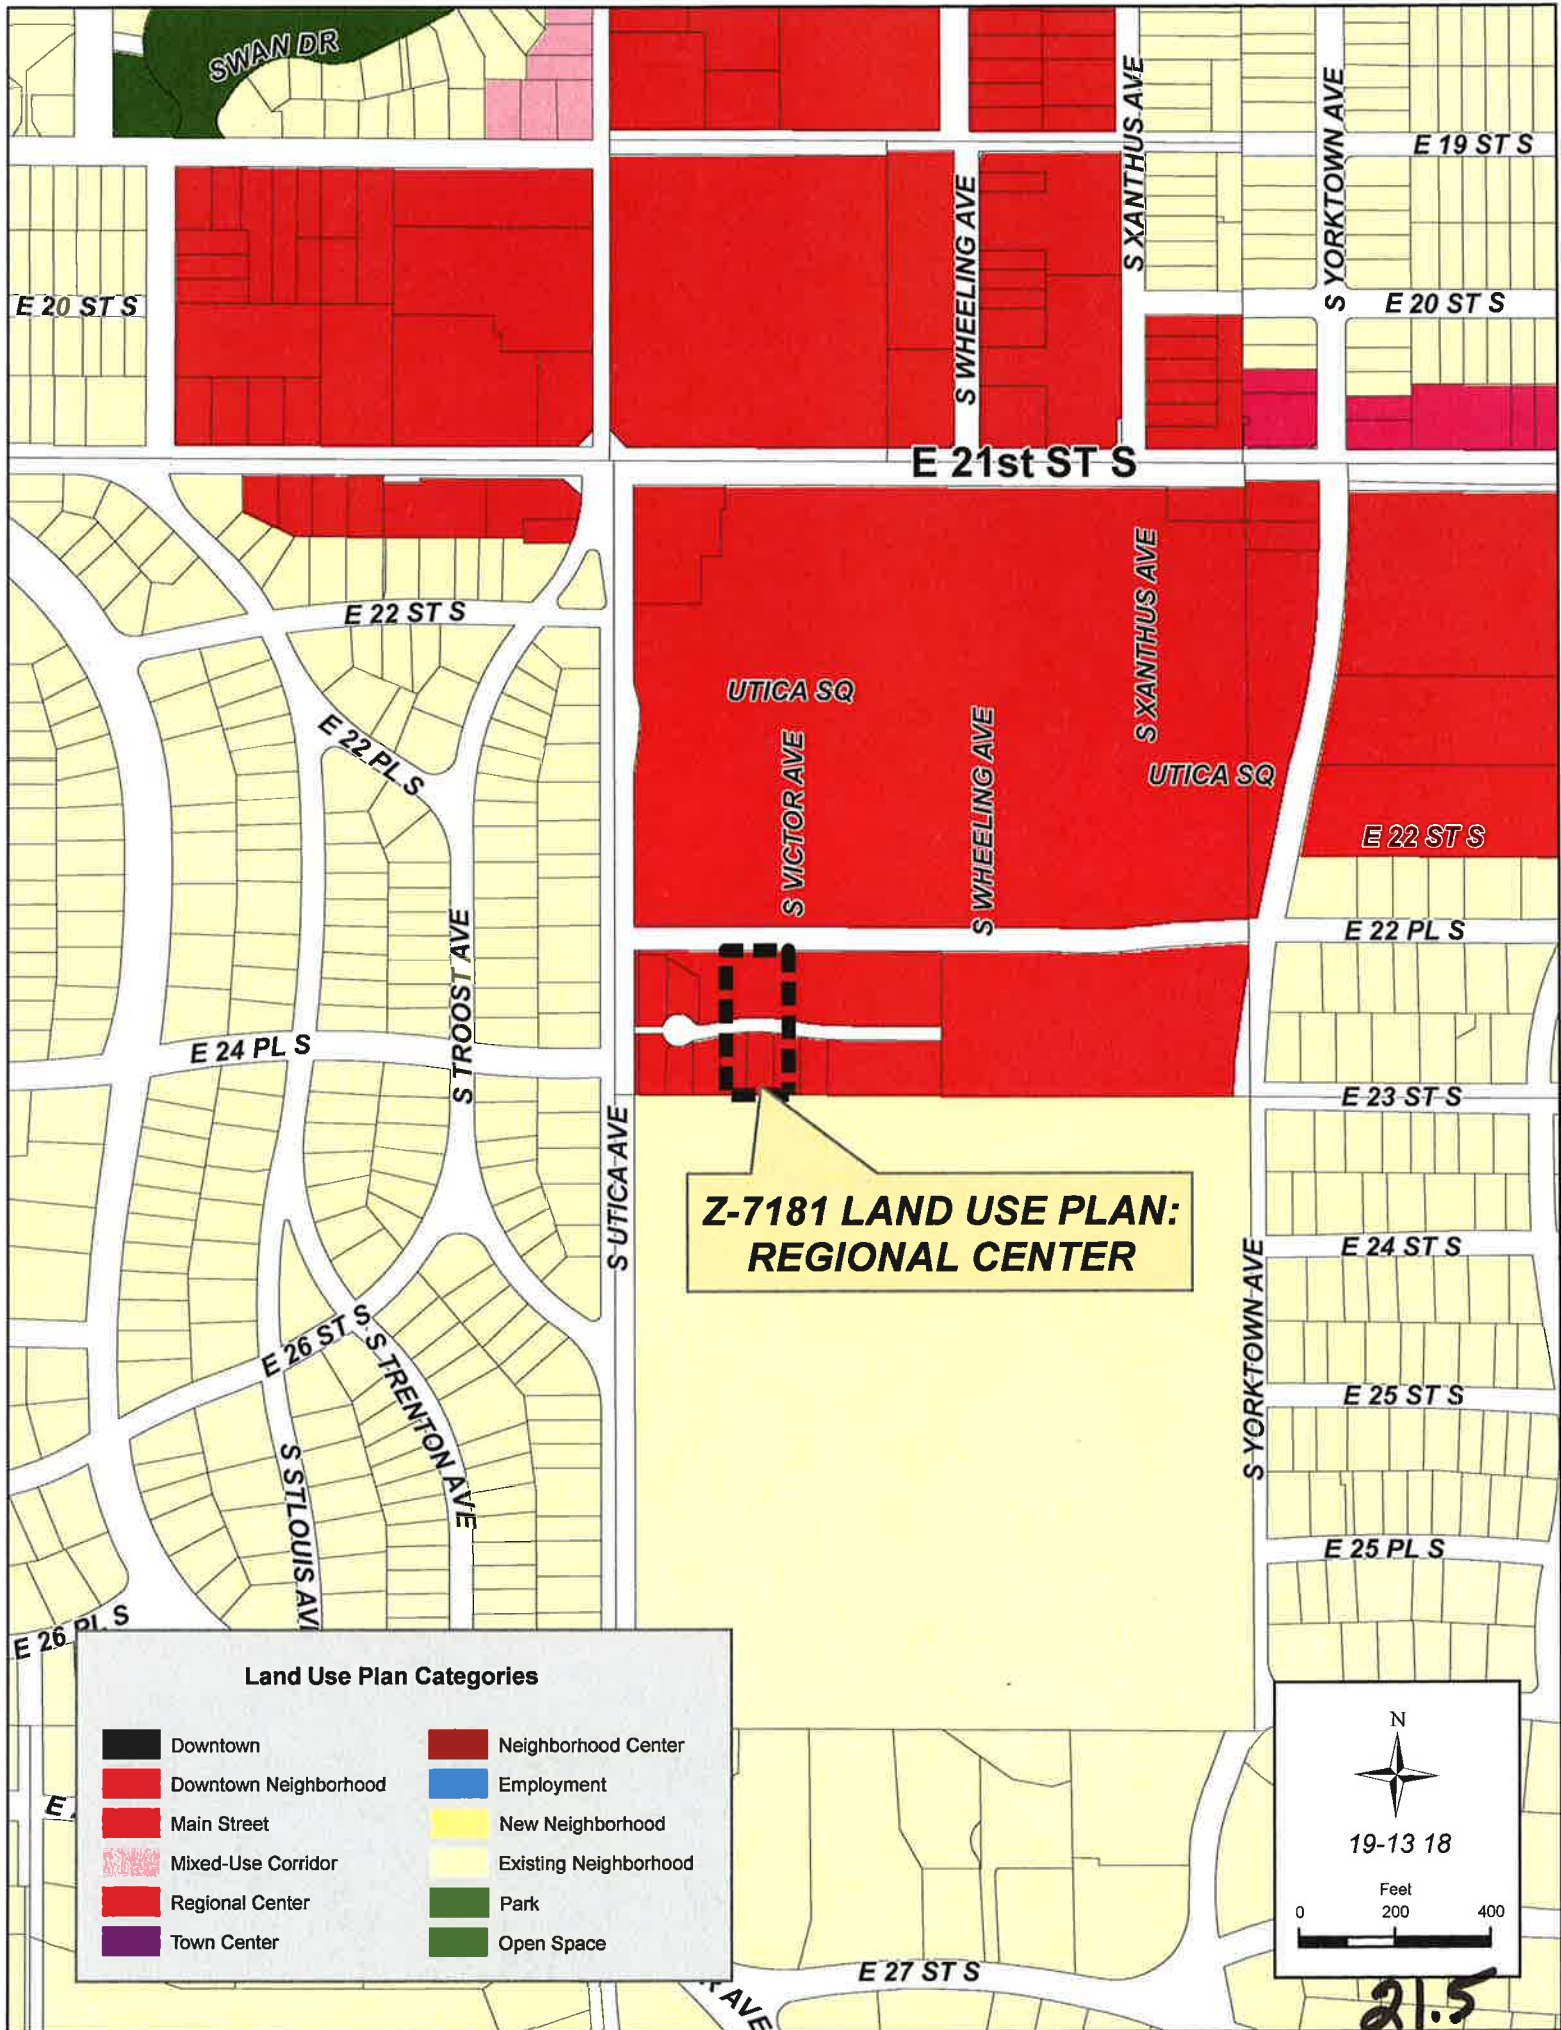 SWAN DR
S XANTHUS AVE
S YORKTOWN AVE
E 19 ST S
S WHEELING AVE
E 20 ST S
E 20 ST S
E 21st ST S
E 22 ST S
S XANTHUS AVE
UTICA SQ
E 22 PL S
S VICTOR AVE
S WHEELING AVE
UTICA SQ
E 22 ST S
S TROOST AVE
E 22 PL S
E 24 PL S
E 23 ST S
S UTICA AVE
Z-7181 LAND USE PLAN:
REGIONAL CENTER
E 24 ST S
S YORKTOWN AVE
E 26 ST S
S TRENTON AVE
E 25 ST S
S STLOUIS AV
E 25 PL S
E 26 PL S
Land Use Plan Categories
Downtown
Downtown Neighborhood
Main Street
Mixed-Use Corridor
Regional Center
Town Center
Neighborhood Center
Employment
New Neighborhood
Existing Neighborhood
Park
Open Space
E
N
19-13 18
Feet
0 200 400
E 27 ST S
AVE
21.5